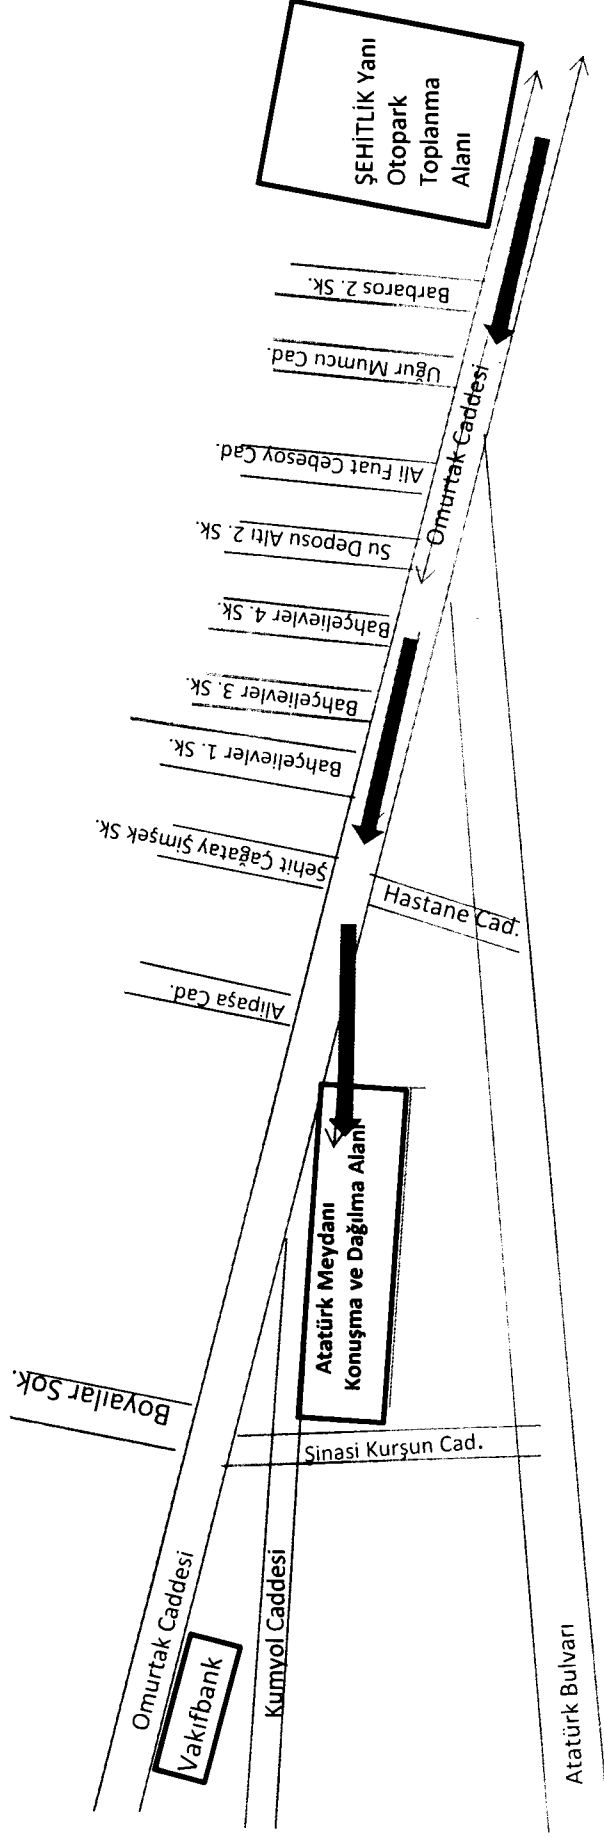 ŞEHİTLİK Yanı
Otopark
Toplanma
Alanı
Barbaros 2. Sk.
Uğur Mumcu Cad.
Ali Fuat Cebesoy Cad.
Su Deposu Altı 2. Sk.
Bahçelievler 4. Sk.
Bahçelievler 3. Sk.
Bahçelievler 1. Sk.
Şehit Çağatay Şimşek Sk.
Alipaşa Cad.
Boyalılar Sok.
Omurtak Caddesi
Hastane Cad.
Atatürk Meydanı
Konuşma ve Dağılma Alanı
Şinasi Kurşun Cad.
Omurtak Caddesi
Vakıfbank
Kumyol Caddesi
Atatürk Bulvarı